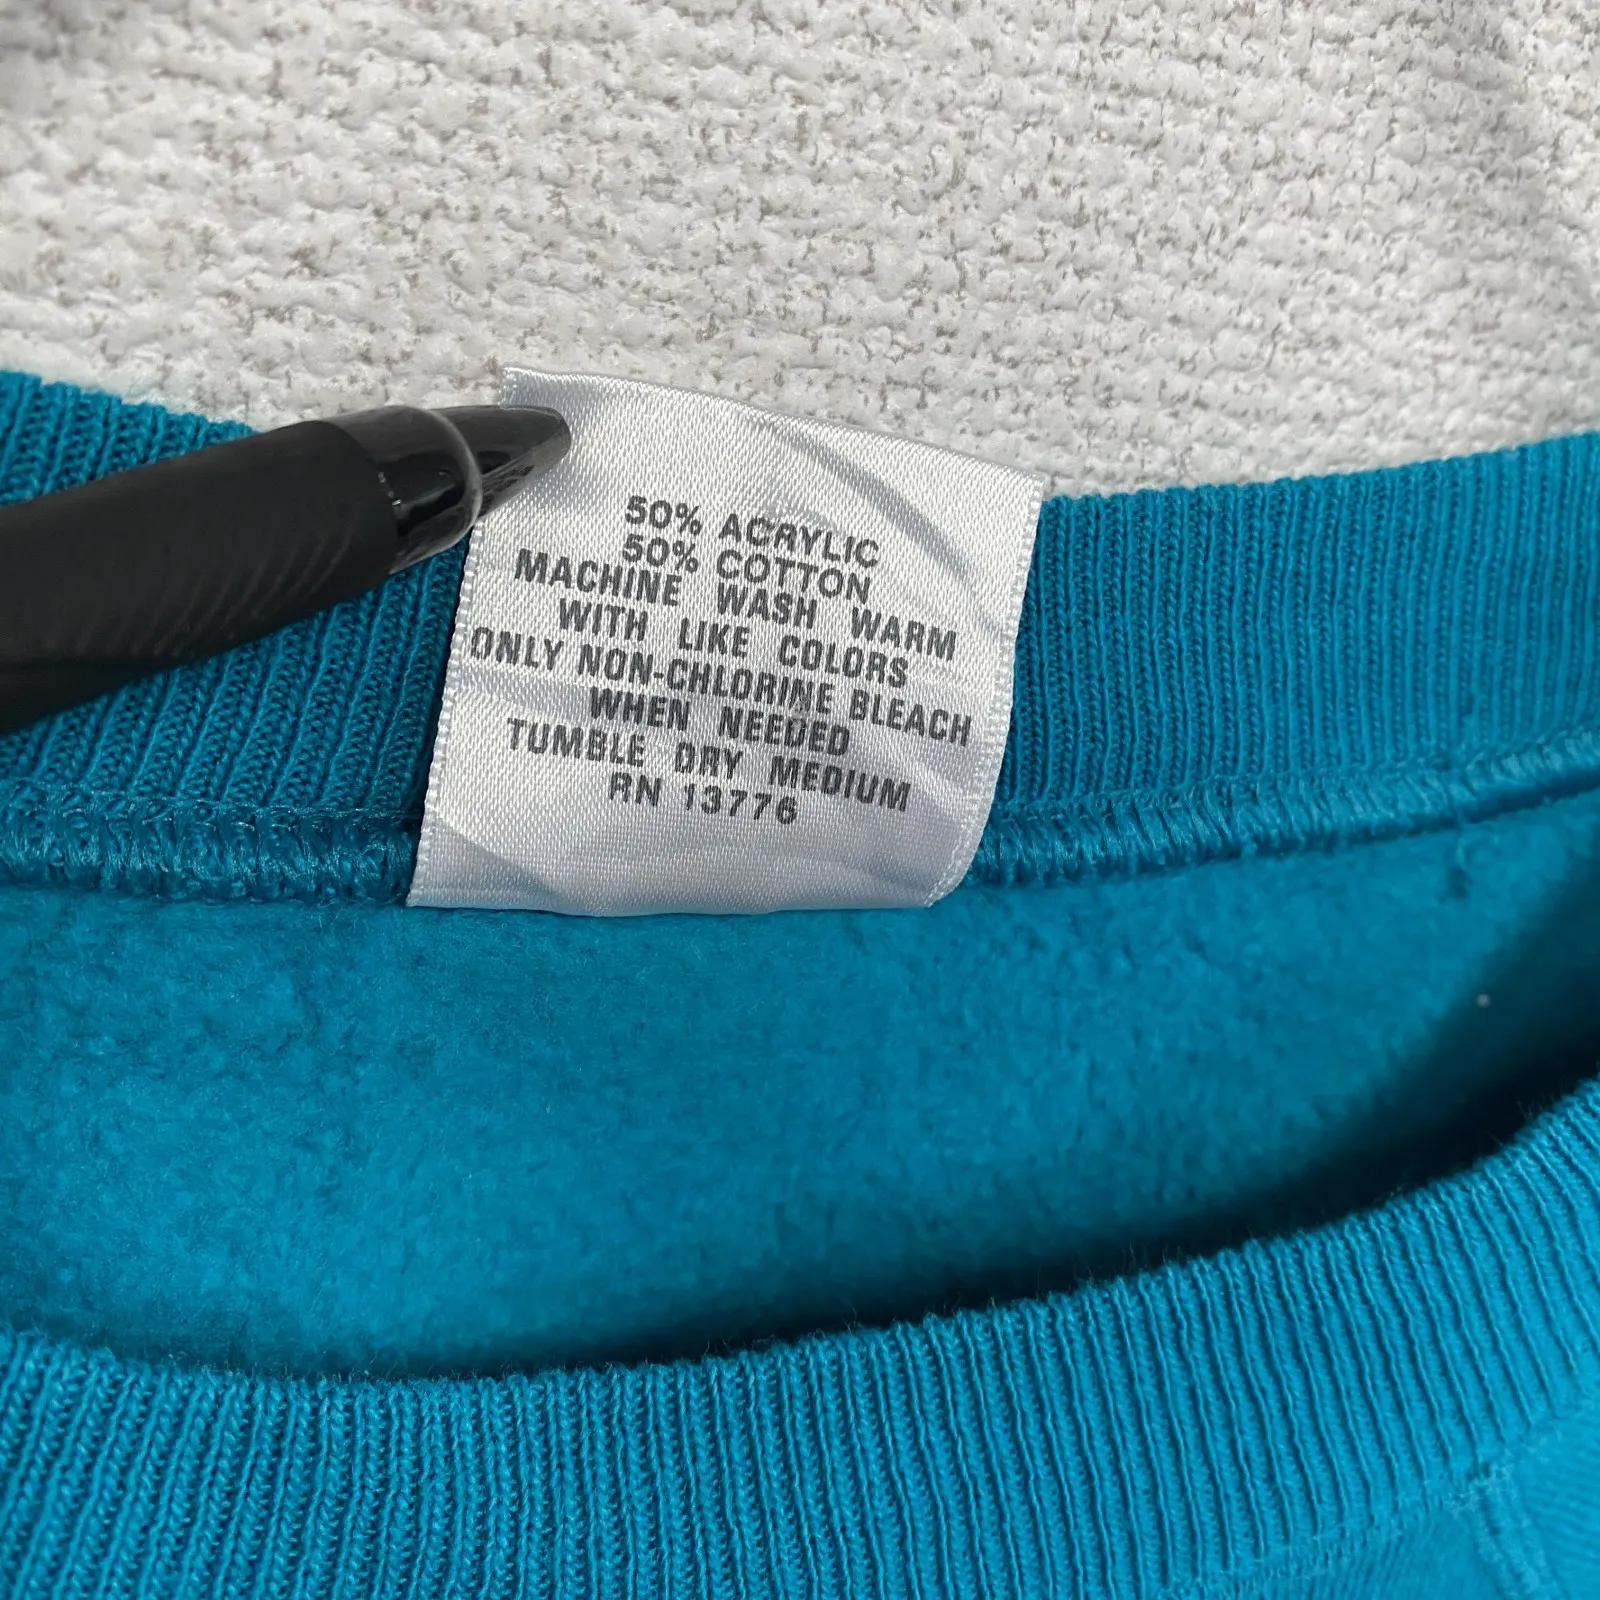 50% ACRYLIC
50% COTTON
MACHINE WASH WARM
WITH LIKE COLORS
ONLY NON-CHLORINE BLEACH
WHEN NEEDED
TUMBLE DRY MEDIUM
RN 13776